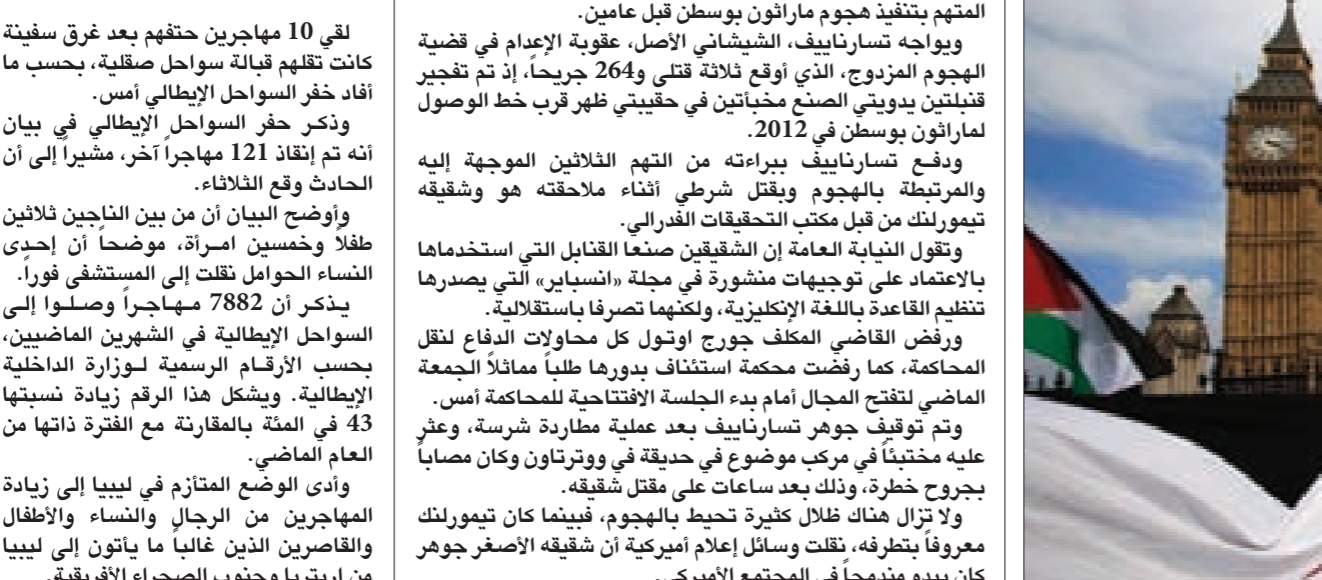 لقي 10 مهاجرين حتفهم بعد غرق سفينة
كانت تقلهم قبالة سواحل صقلية، بحسب ما
أفاد خفر السواحل الإيطالي أمس.
وذكر حفر السواحل الإيطالي في بيان
أنه تم إنقاذ 121 مهاجراً آخر، مشيراً إلى أن
الحادث وقع الثلاثاء.
وأوضح البيان أن من بين الناجين ثلاثين
طفلاً وخمسين امرأة، موضحاً أن إحدى
النساء الحوامل نقلت إلى المستشفى فوراً.
يذكر أن 7882 مهاجراً وصلوا إلى
السواحل الإيطالية في الشهرين الماضيين،
بحسب الأرقام الرسمية لوزارة الداخلية
الإيطالية. ويشكل هذا الرقم زيادة نسبتها
43 في المئة بالمقارنة مع الفترة ذاتها من
العام الماضي.
وأدى الوضع المتأزم في ليبيا إلى زيادة
المهاجرين من الرجال والنساء والأطفال
والقاصرين الذين غالباً ما يأتون إلى ليبيا
من إريتريا وجنوب الصحراء الأفريقية.
المتهم بتنفيذ هجوم ماراثون بوسطن قبل عامين.
ويواجه تسارناييف، الشيشاني الأصل، عقوبة الإعدام في قضية
الهجوم المزدوج، الذي أوقع ثلاثة قتلى و264 جريحاً، إذ تم تفجير
قنبلتين يدويتي الصنع مخبأتين في حقيبتي ظهر قرب خط الوصول
لماراثون بوسطن في 2012.
ودفع تسارناييف ببراءته من التهم الثلاثين الموجهة إليه
والمرتبطة بالهجوم وبقتل شرطي أثناء ملاحقته هو وشقيقه
تيمورلنك من قبل مكتب التحقيقات الفدرالي.
وتقول النيابة العامة إن الشقيقين صنعا القنابل التي استخدماها
بالاعتماد على توجيهات منشورة في مجلة «انسباير» التي يصدرها
تنظيم القاعدة باللغة الإنكليزية، ولكنهما تصرفا باستقلالية.
ورفض القاضي المكلف جورج اوتول كل محاولات الدفاع لنقل
المحاكمة، كما رفضت محكمة استئناف بدورها طلباً مماثلاً الجمعة
الماضي لتفتح المجال أمام بدء الجلسة الافتتاحية للمحاكمة أمس.
وتم توقيف جوهر تسارناييف بعد عملية مطاردة شرسة، وعثر
عليه مختبئاً في مركب موضوع في حديقة في ووترتاون وكان مصاباً
بجروح خطرة، وذلك بعد ساعات على مقتل شقيقه.
ولا تزال هناك ظلال كثيرة تحيط بالهجوم، فبينما كان تيمورلنك
معروفاً بتطرفه، نقلت وسائل إعلام أميركية أن شقيقه الأصغر جوهر
كان يبدو مندمجاً في المجتمع الأميركي.